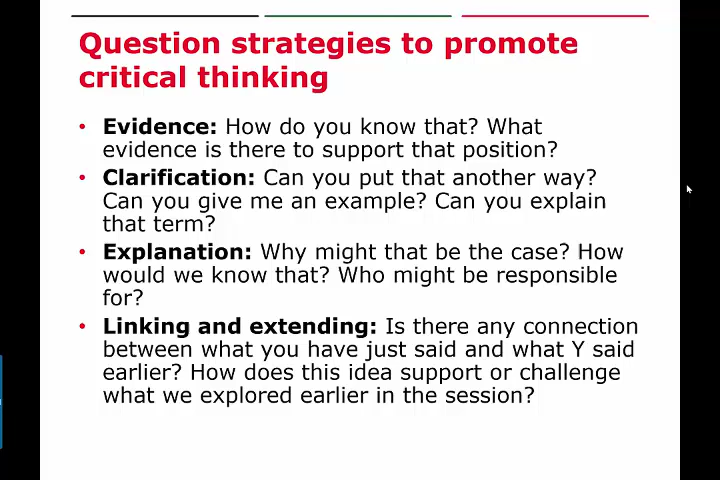 Question strategies to promote
critical thinking
• Evidence: How do you know that? What
evidence is there to support that position?
• Clarification: Can you put that another way?
Can you give me an example? Can you explain
that term?
• Explanation: Why might that be the case? How
would we know that? Who might be responsible
for?
• Linking and extending: Is there any connection
between what you have just said and what Y said
earlier? How does this idea support or challenge
what we explored earlier in the session?